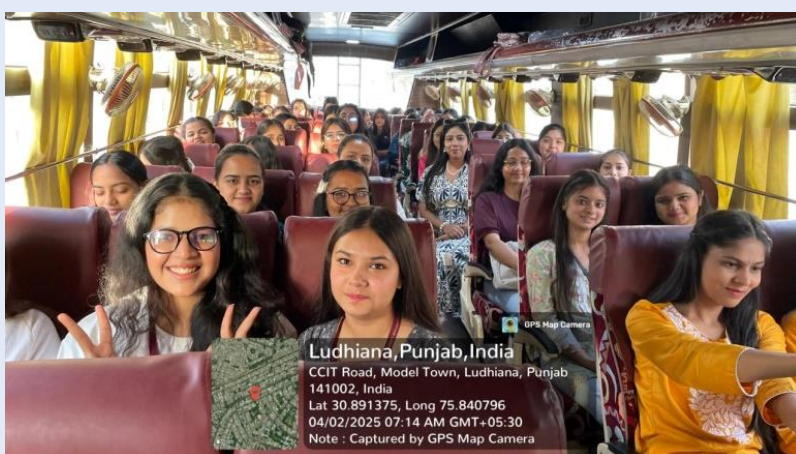 GPS Map Camera
Ludhiana,Punjab,India
CCIT Road, Model Town, Ludhiana, Punjab
141002, India
Lat 30.891375, Long 75.840796
04/02/2025 07:14 AM GMT+05:30
Note : Captured by GPS Map Camera